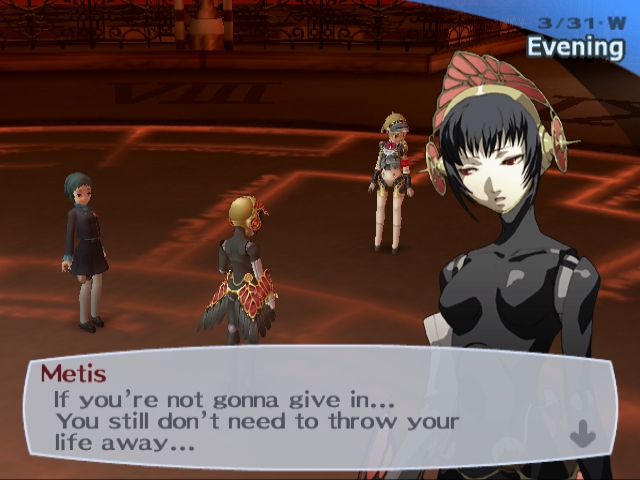 3/31・W
Evening
VIII
Metis
If you're not gonna give in...
You still don't need to throw your
life away...